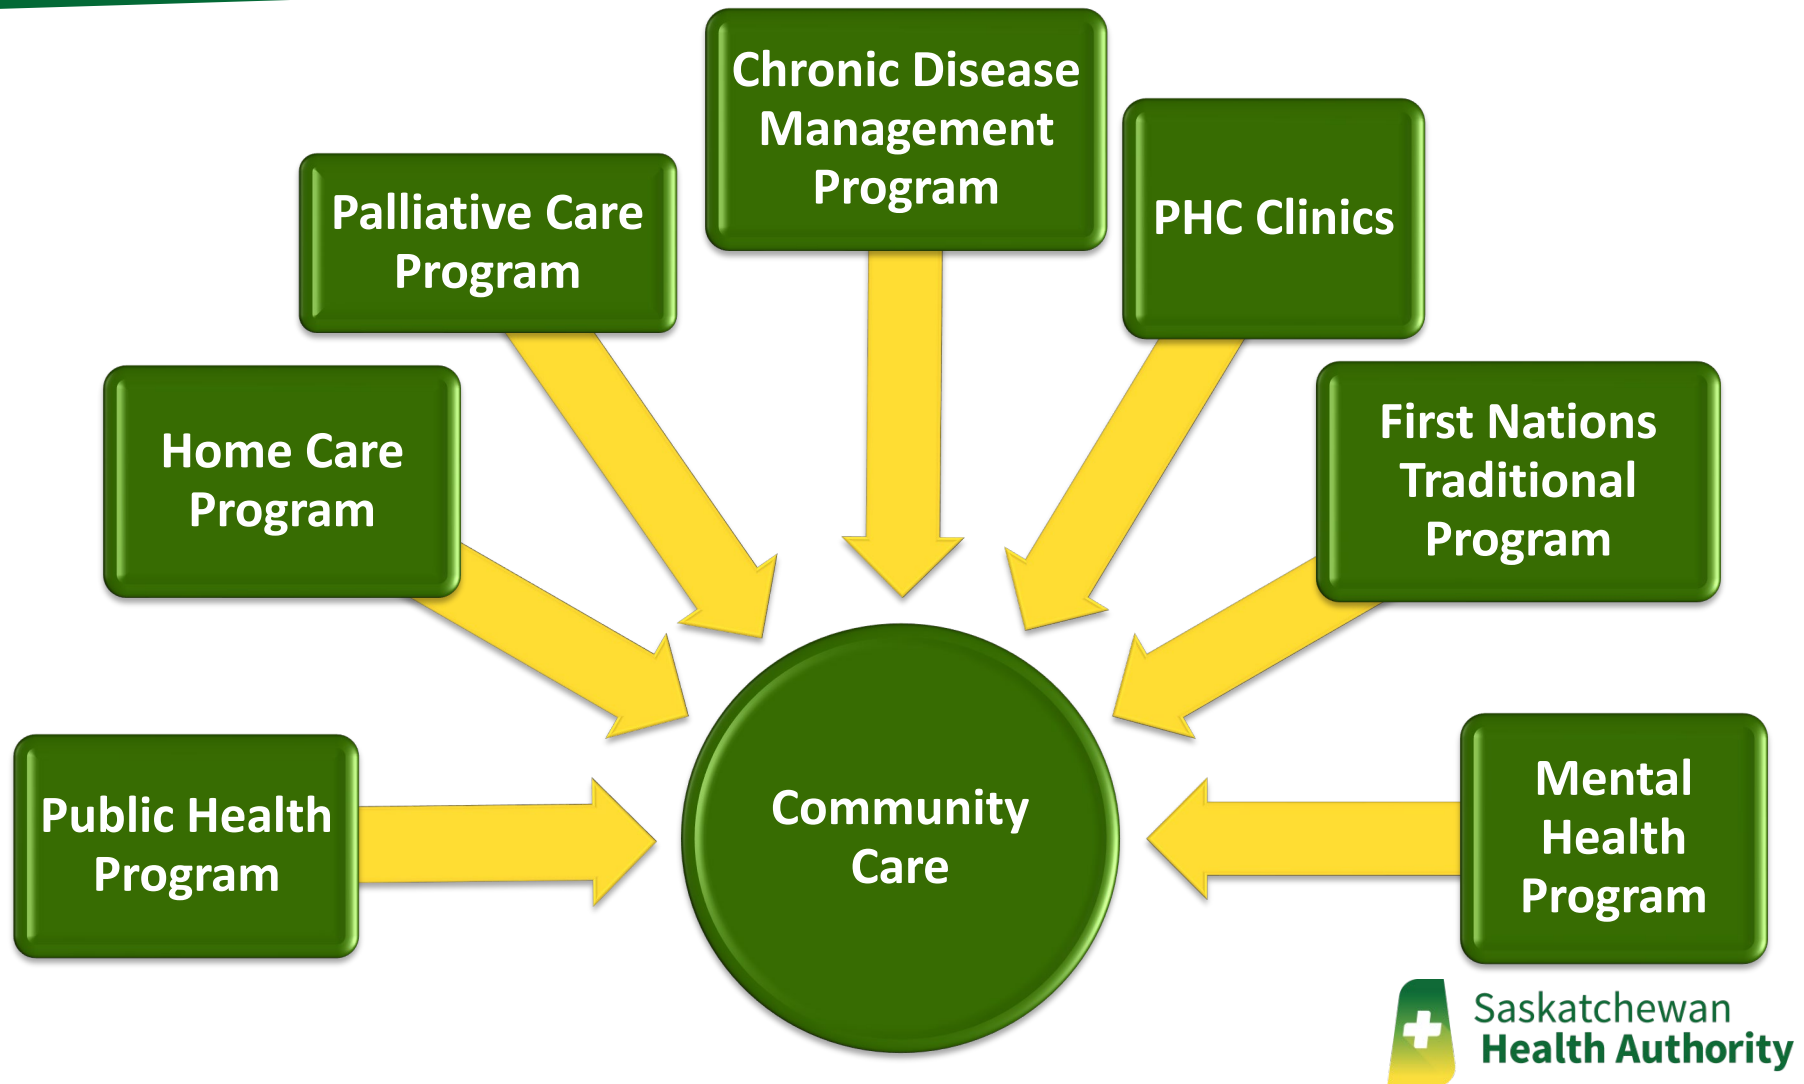 Chronic Disease
Management
Program
Palliative Care
Program
PHC Clinics
Home Care
Program
First Nations
Traditional
Program
Public Health
Program
Community
Care
Mental
Health
Program
Saskatchewan
Health Authority